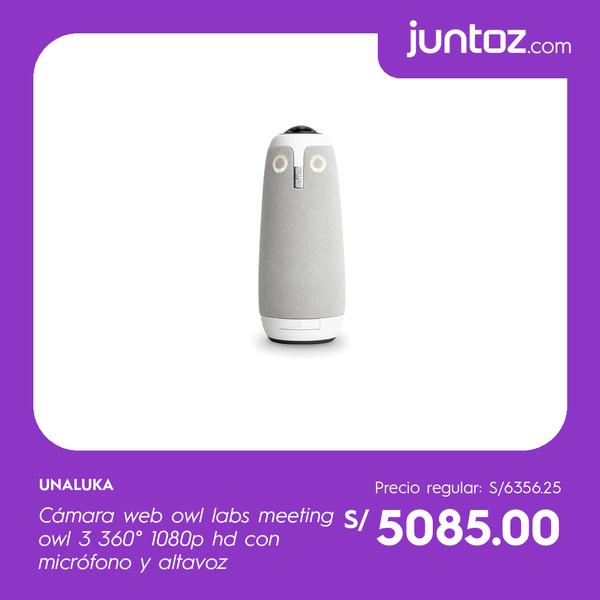 juntoz.com
UNALUKA
Precio regular: S/6356.25
Cámara web owl labs meeting
owl 3 360° 1080p hd con
micrófono y altavoz
S/ 5085.00